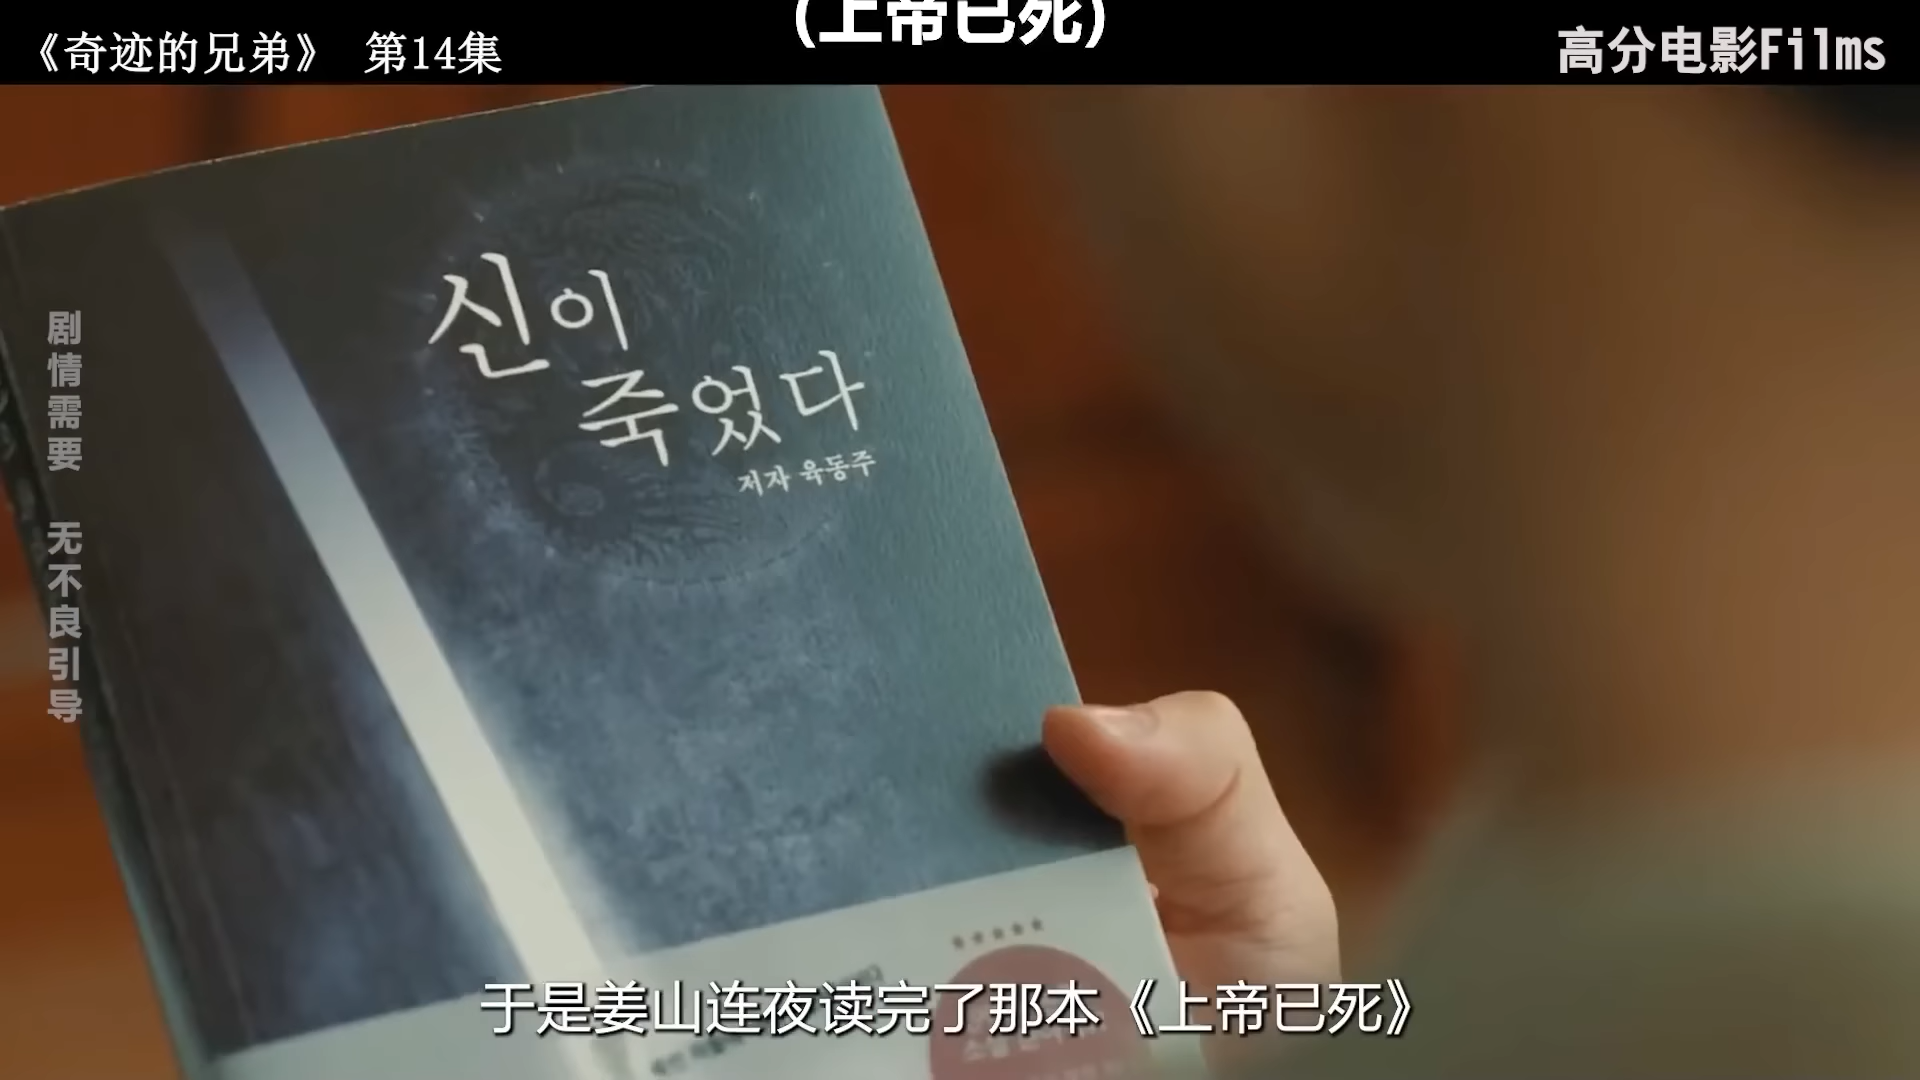 (上帝已死)
《奇迹的兄弟》 第14集
高分电影Films
剧情需要 无不良引导
신이
죽었다
저자 육동주
于是姜山连夜读完了那本《上帝已死》